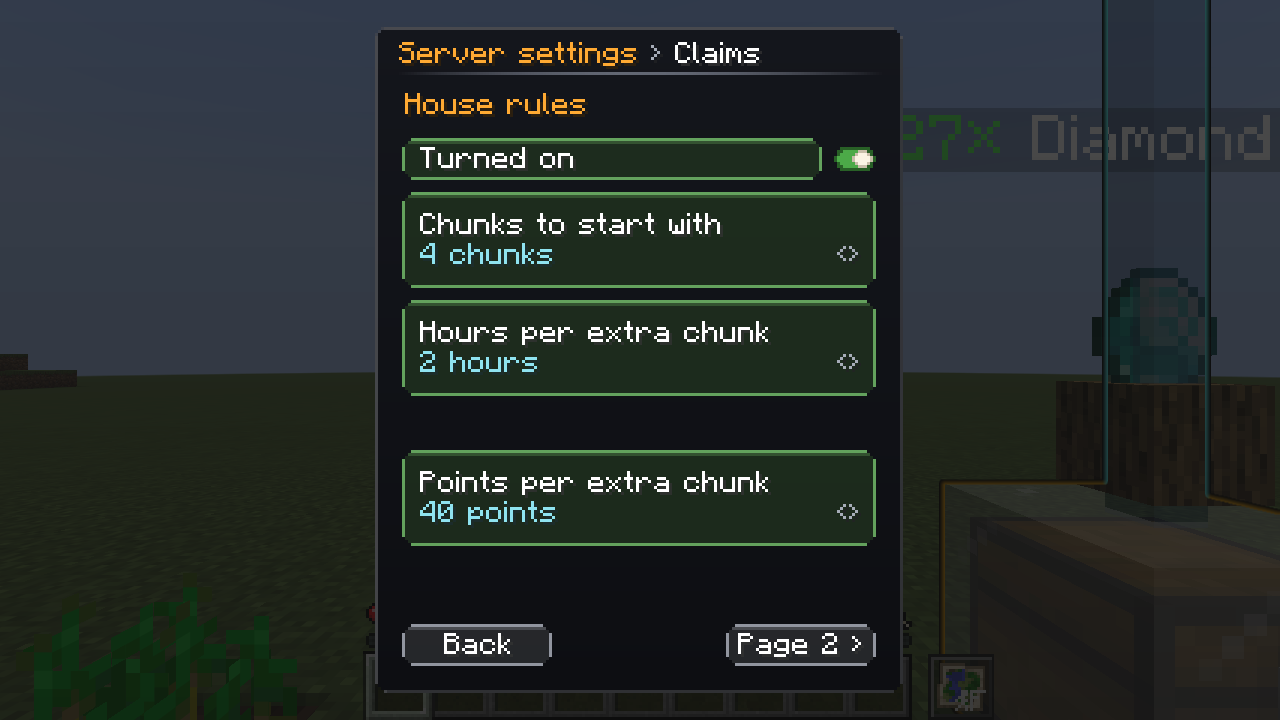 Server settings > Claims
House rules
Turned on
27x Diamond
Chunks to start with
4 chunks
<>
Hours per extra chunk
2 hours
<>
Points per extra chunk
40 points
<>
Back
Page 2 >